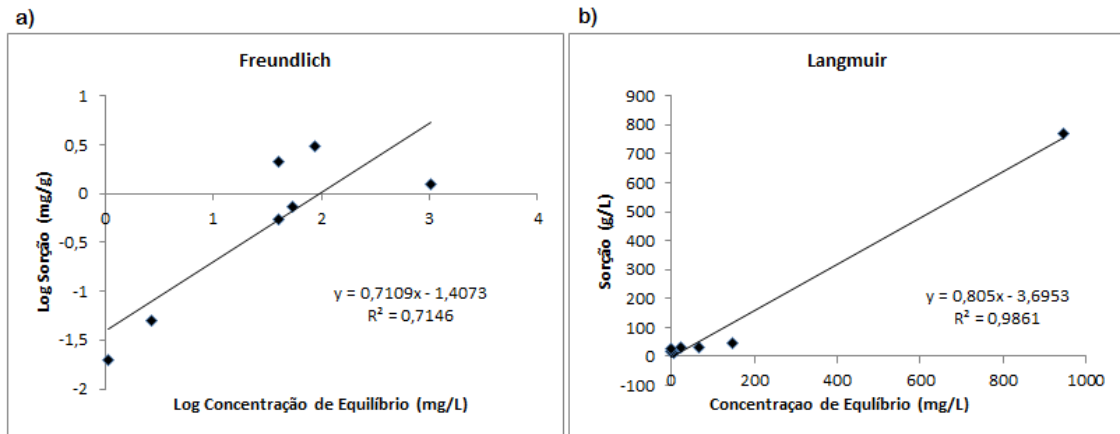 a)
Freundlich
1
0,5
0
-0,5
-1
-1,5
-2
0
1
2
3
4
Log Sorção (mg/g)
y = 0,7109x - 1,4073
R² = 0,7146
Log Concentração de Equilíbrio (mg/L)
b)
Langmuir
900
800
700
600
500
400
300
200
100
0
-100
0
200
400
600
800
1000
Sorção (g/L)
y = 0,805x - 3,6953
R² = 0,9861
Concentraçao de Equlíbrio (mg/L)